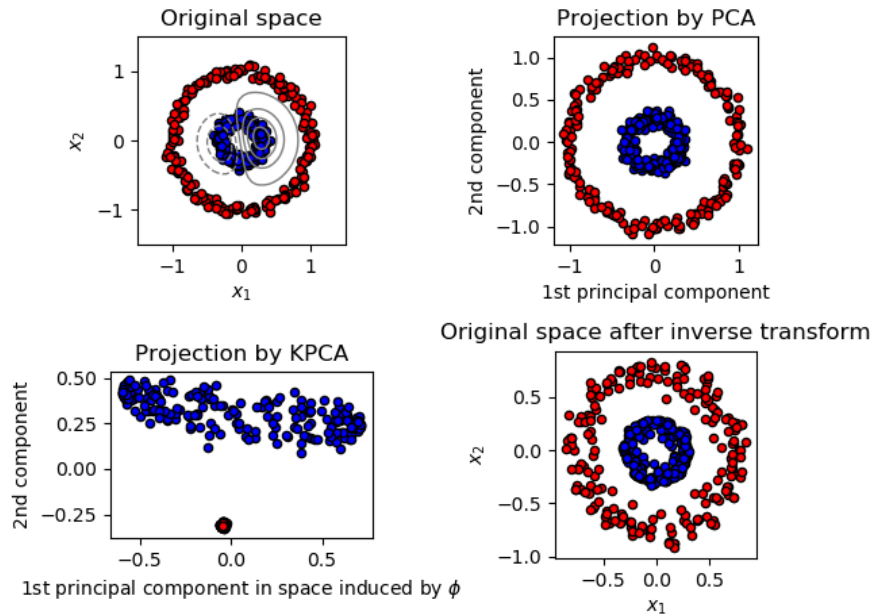 Original space
1
0
−1
x₂
−1
0
1
x₁
Projection by PCA
1.0
0.5
0.0
−0.5
−1.0
2nd component
−1
0
1
1st principal component
Projection by KPCA
0.50
0.25
0.00
−0.25
2nd component
−0.5
0.0
0.5
1st principal component in space induced by ϕ
Original space after inverse transform
0.5
0.0
−0.5
−1.0
x₂
−0.5
0.0
0.5
x₁